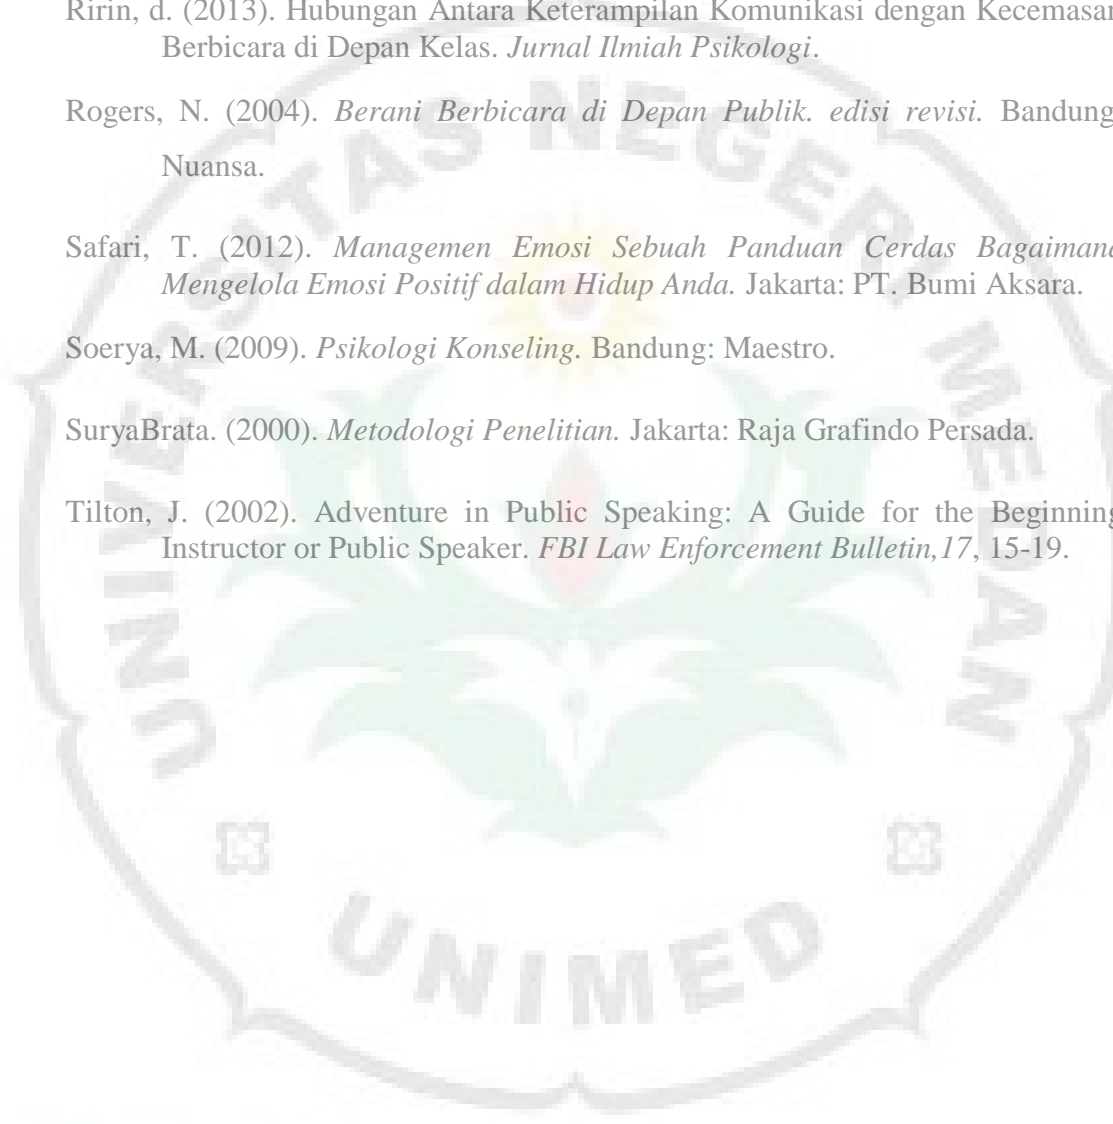 Ririn, d. (2013). Hubungan Antara Keterampilan Komunikasi dengan Kecemasan
Berbicara di Depan Kelas. Jurnal Ilmiah Psikologi.
Rogers, N. (2004). Berani Berbicara di Depan Publik. edisi revisi. Bandung
Nuansa.
Safari, T. (2012). Managemen Emosi Sebuah Panduan Cerdas Bagaimana
Mengelola Emosi Positif dalam Hidup Anda. Jakarta: PT. Bumi Aksara.
Soerya, M. (2009). Psikologi Konseling. Bandung: Maestro.
SuryaBrata. (2000). Metodologi Penelitian. Jakarta: Raja Grafindo Persada.
Tilton, J. (2002). Adventure in Public Speaking: A Guide for the Beginning
Instructor or Public Speaker. FBI Law Enforcement Bulletin,17, 15-19.
UNIVERSITAS NEGERI MEDAN
UNIMED